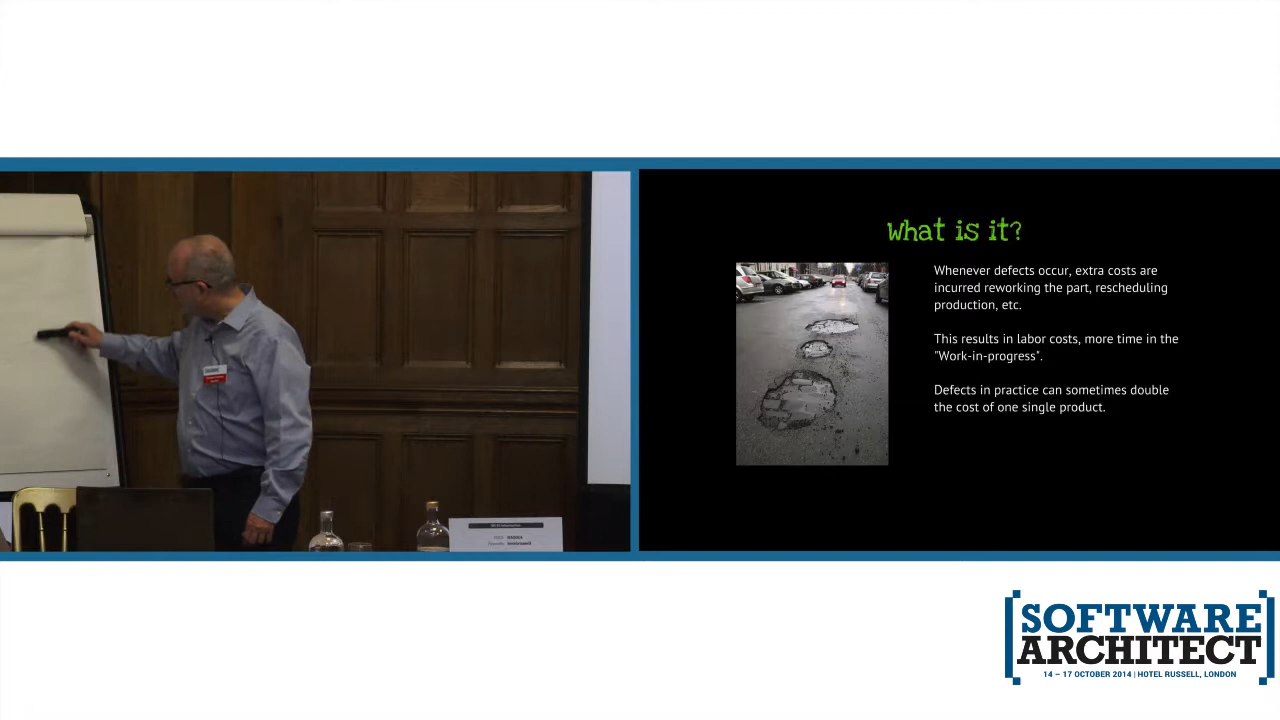 What is it?
Whenever defects occur, extra costs are
incurred reworking the part, rescheduling
production, etc.
This results in labor costs, more time in the
"Work-in-progress".
Defects in practice can sometimes double
the cost of one single product.
[SOFTWARE
ARCHITECT]
14 – 17 OCTOBER 2014 | HOTEL RUSSELL, LONDON